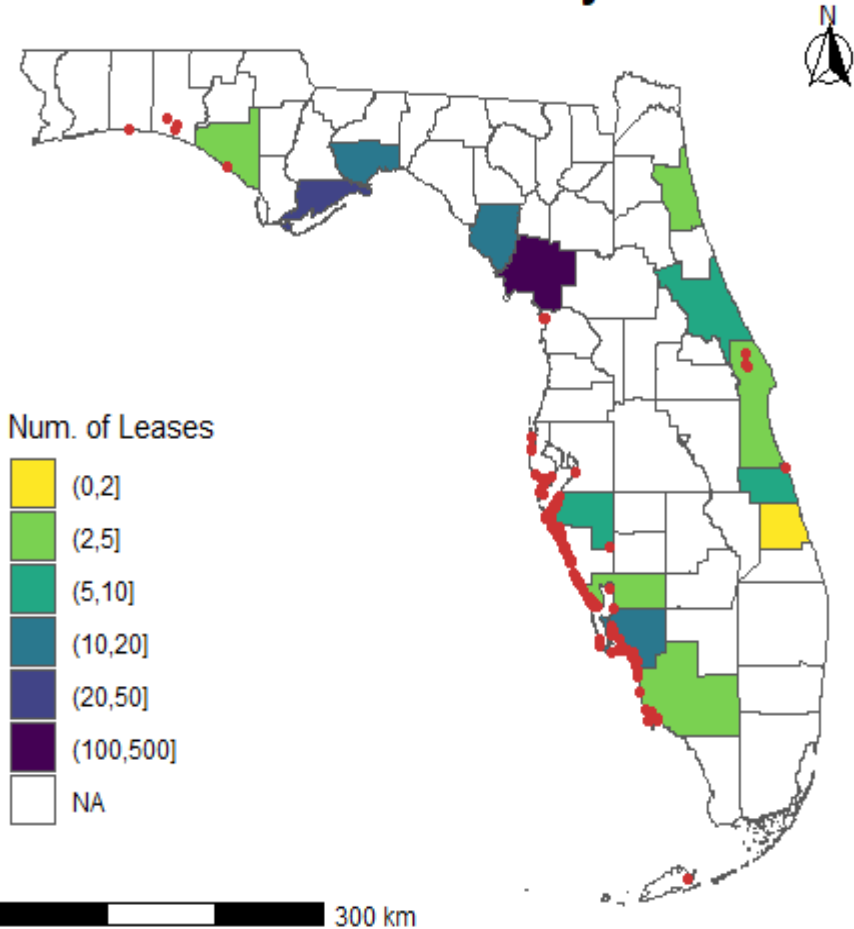 N
Num. of Leases
(0,2]
(2,5]
(5,10]
(10,20]
(20,50]
(100,500]
NA
300 km